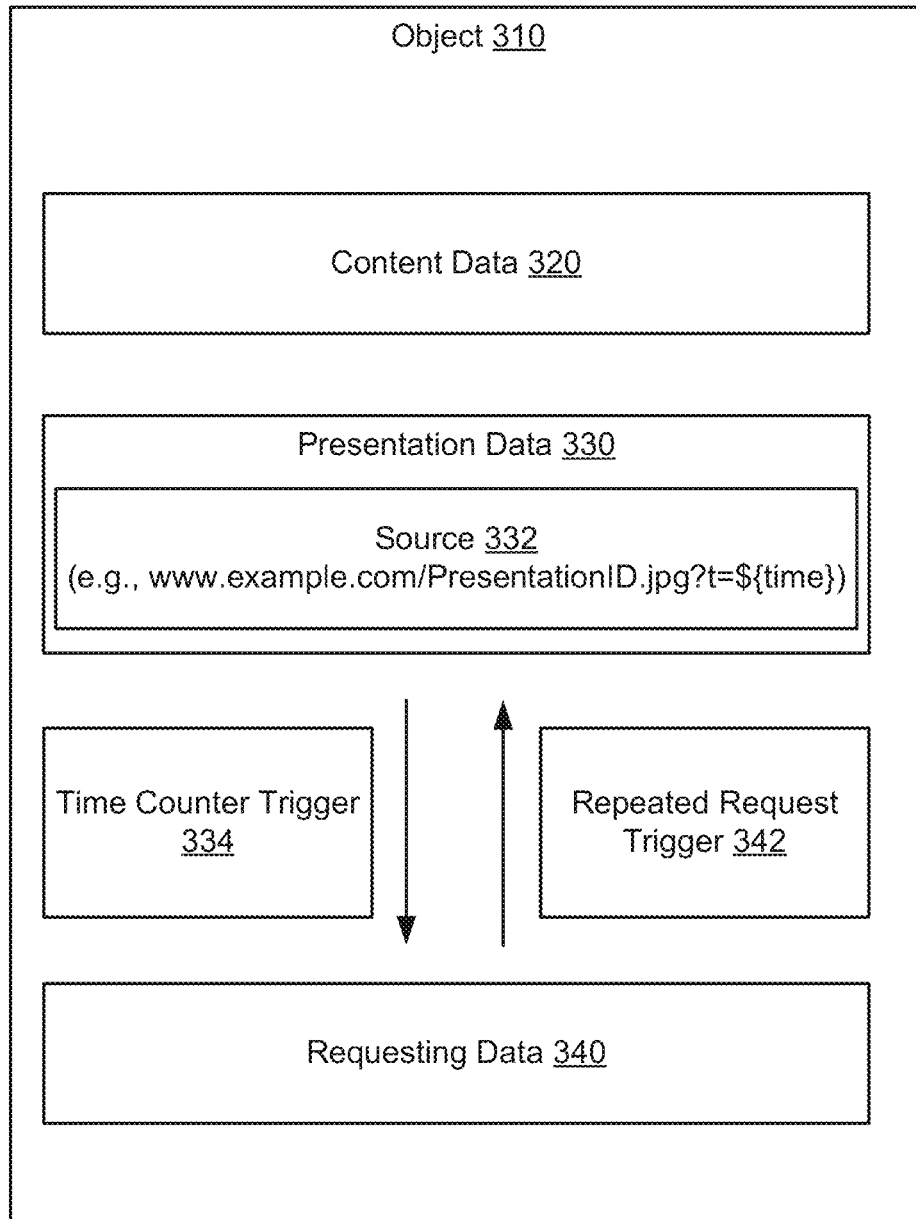 Object 310
Content Data 320
Presentation Data 330
Source 332
(e.g., www.example.com/PresentationID.jpg?t=${time})
Time Counter Trigger
334
Repeated Request
Trigger 342
Requesting Data 340